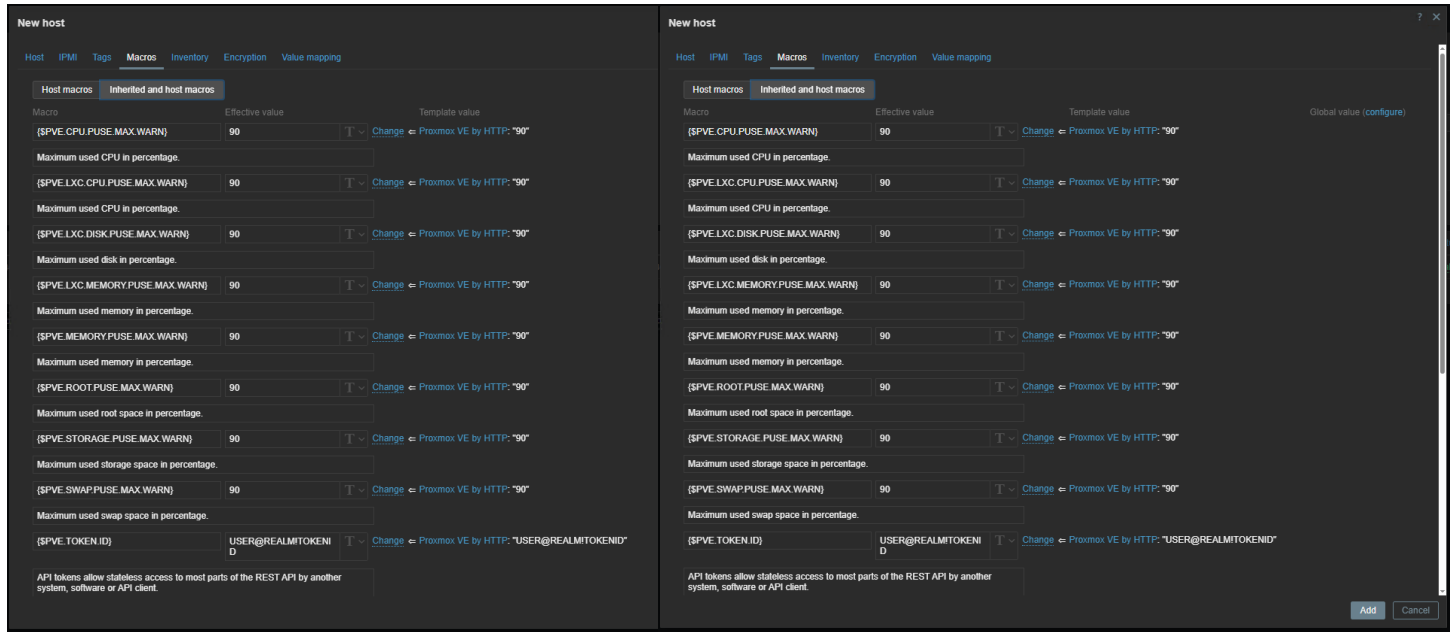 New host
Host IPMI Tags Macros Inventory Encryption Value mapping
Host macros Inherited and host macros
Macro Effective value Template value
{$PVE.CPU.PUSE.MAX.WARN} 90 T Change ⇐ Proxmox VE by HTTP: "90"
Maximum used CPU in percentage.
{$PVE.LXC.CPU.PUSE.MAX.WARN} 90 T Change ⇐ Proxmox VE by HTTP: "90"
Maximum used CPU in percentage.
{$PVE.LXC.DISK.PUSE.MAX.WARN} 90 T Change ⇐ Proxmox VE by HTTP: "90"
Maximum used disk in percentage.
{$PVE.LXC.MEMORY.PUSE.MAX.WARN} 90 T Change ⇐ Proxmox VE by HTTP: "90"
Maximum used memory in percentage.
{$PVE.MEMORY.PUSE.MAX.WARN} 90 T Change ⇐ Proxmox VE by HTTP: "90"
Maximum used memory in percentage.
{$PVE.ROOT.PUSE.MAX.WARN} 90 T Change ⇐ Proxmox VE by HTTP: "90"
Maximum used root space in percentage.
{$PVE.STORAGE.PUSE.MAX.WARN} 90 T Change ⇐ Proxmox VE by HTTP: "90"
Maximum used storage space in percentage.
{$PVE.SWAP.PUSE.MAX.WARN} 90 T Change ⇐ Proxmox VE by HTTP: "90"
Maximum used swap space in percentage.
{$PVE.TOKEN.ID} USER@REALM!TOKENI T Change ⇐ Proxmox VE by HTTP: "USER@REALM!TOKENID"
D
API tokens allow stateless access to most parts of the REST API by another
system, software or API client.
New host ? ×
Host IPMI Tags Macros Inventory Encryption Value mapping
Host macros Inherited and host macros
Macro Effective value Template value Global value (configure)
{$PVE.CPU.PUSE.MAX.WARN} 90 T Change ⇐ Proxmox VE by HTTP: "90"
Maximum used CPU in percentage.
{$PVE.LXC.CPU.PUSE.MAX.WARN} 90 T Change ⇐ Proxmox VE by HTTP: "90"
Maximum used CPU in percentage.
{$PVE.LXC.DISK.PUSE.MAX.WARN} 90 T Change ⇐ Proxmox VE by HTTP: "90"
Maximum used disk in percentage.
{$PVE.LXC.MEMORY.PUSE.MAX.WARN} 90 T Change ⇐ Proxmox VE by HTTP: "90"
Maximum used memory in percentage.
{$PVE.MEMORY.PUSE.MAX.WARN} 90 T Change ⇐ Proxmox VE by HTTP: "90"
Maximum used memory in percentage.
{$PVE.ROOT.PUSE.MAX.WARN} 90 T Change ⇐ Proxmox VE by HTTP: "90"
Maximum used root space in percentage.
{$PVE.STORAGE.PUSE.MAX.WARN} 90 T Change ⇐ Proxmox VE by HTTP: "90"
Maximum used storage space in percentage.
{$PVE.SWAP.PUSE.MAX.WARN} 90 T Change ⇐ Proxmox VE by HTTP: "90"
Maximum used swap space in percentage.
{$PVE.TOKEN.ID} USER@REALM!TOKENI T Change ⇐ Proxmox VE by HTTP: "USER@REALM!TOKENID"
D
API tokens allow stateless access to most parts of the REST API by another
system, software or API client.
Add Cancel